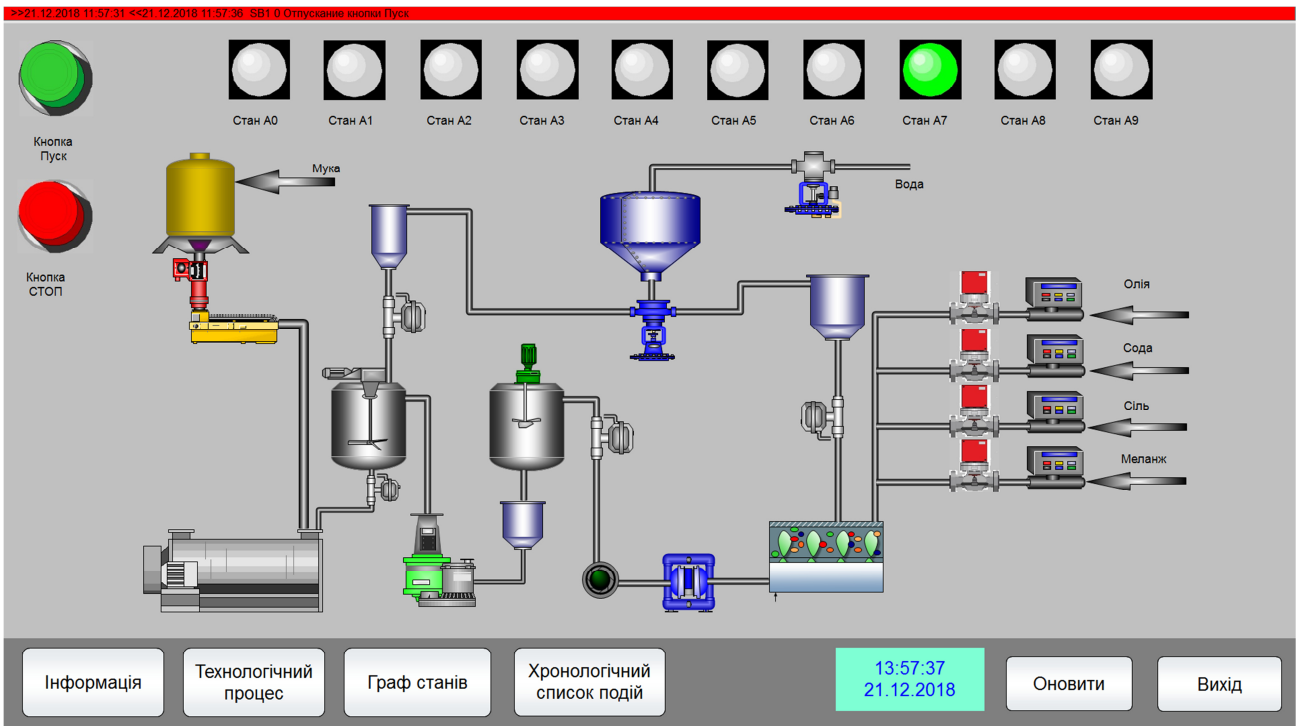 >>21.12.2018 11:57:31 <<21.12.2018 11:57:36 SB1 0 Отпускание кнопки Пуск
Стан А0 Стан А1 Стан А2 Стан А3 Стан А4 Стан А5 Стан А6 Стан А7 Стан А8 Стан А9
Кнопка
Пуск
Мука
Вода
Кнопка
СТОП
Олія
Сода
Сіль
Меланж
Інформація
Технологічний
процес
Граф станів
Хронологічний
список подій
13:57:37
21.12.2018
Оновити
Вихід